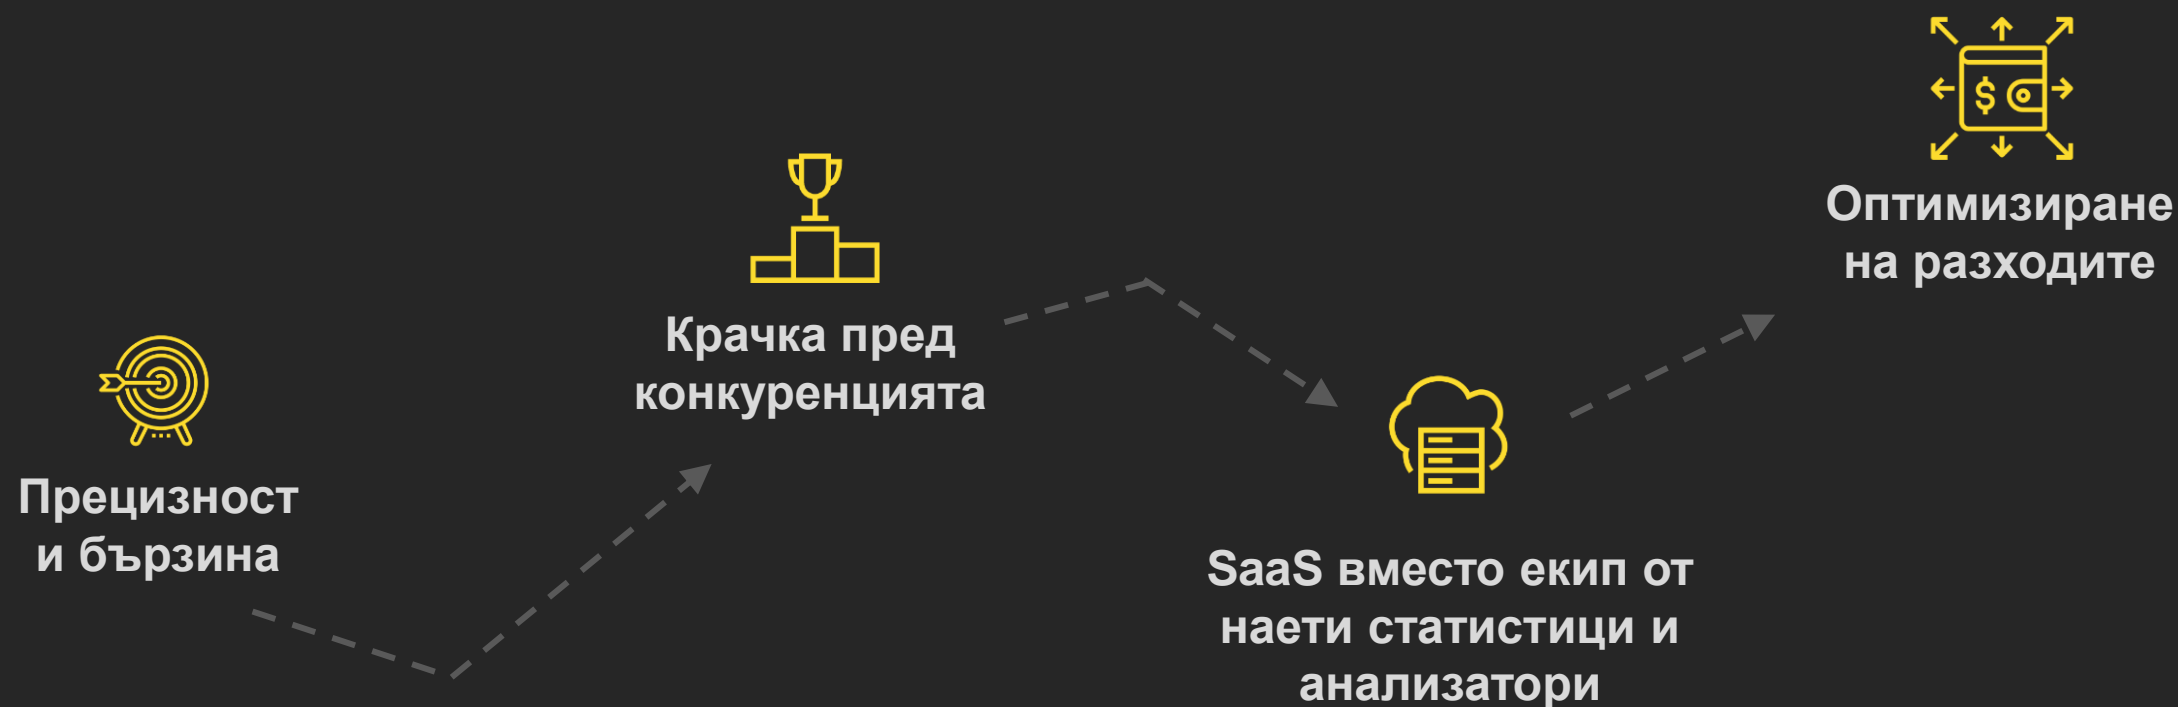 Прецизност
и бързина
Крачка пред
конкуренцията
SaaS вместо екип от
наети статистици и
анализатори
Оптимизиране
на разходите